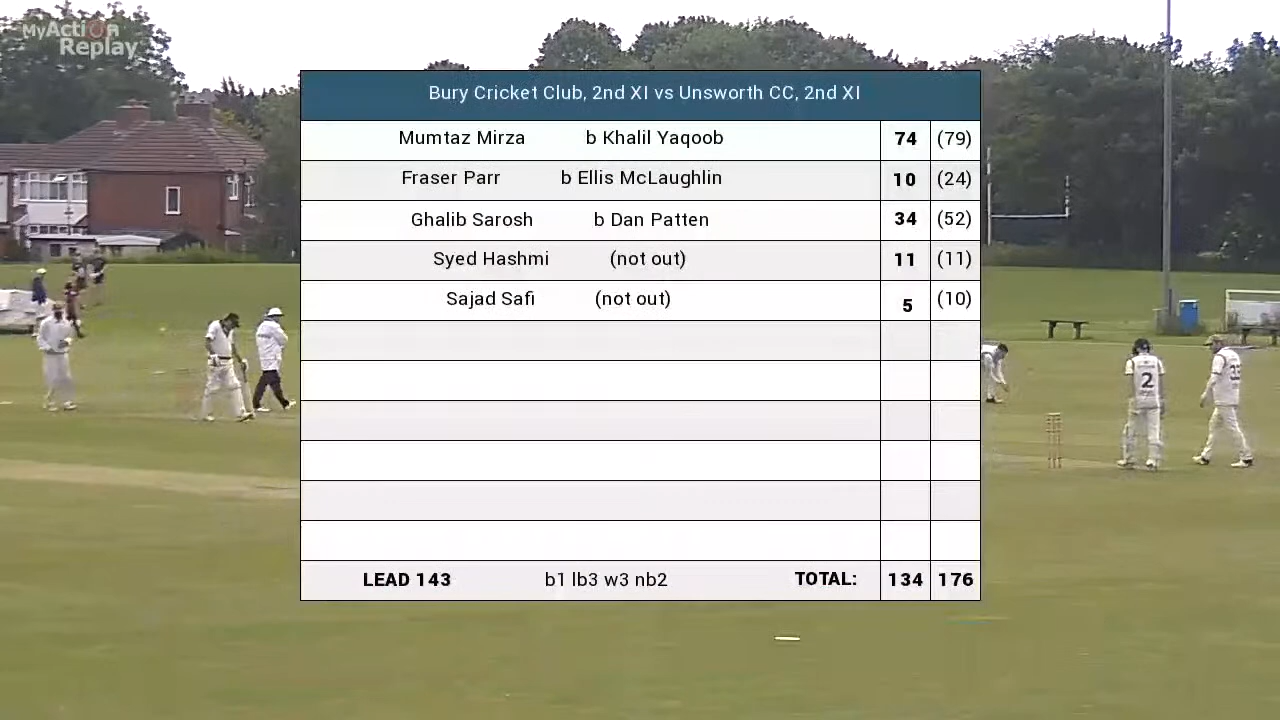 MyActiOn
Replay
Bury Cricket Club, 2nd XI vs Unsworth CC, 2nd XI
Mumtaz Mirza b Khalil Yaqoob 74 (79)
Fraser Parr b Ellis McLaughlin 10 (24)
Ghalib Sarosh b Dan Patten 34 (52)
Syed Hashmi (not out) 11 (11)
Sajad Safi (not out) 5 (10)
LEAD 143 b1 lb3 w3 nb2 TOTAL: 134 176
2
33